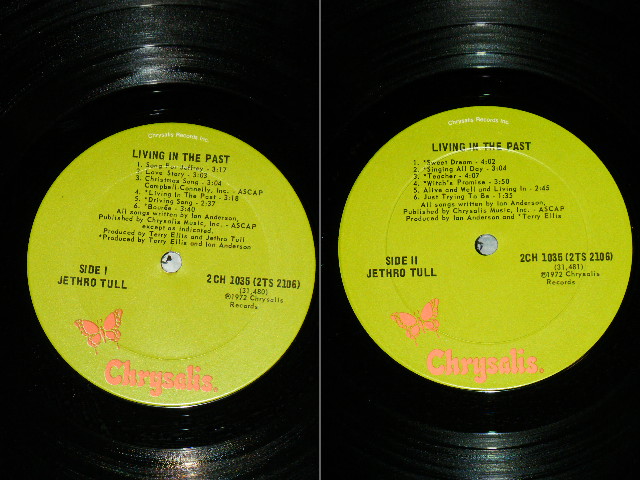 Chrysalis Records Inc.
LIVING IN THE PAST
1. Song For Jeffrey - 3:17
2. Love Story - 3:03
3. Christmas Song - 3:04
Campbell-Connelly, Inc. - ASCAP
4. *Living In The Past - 3:18
5. *Driving Song - 2:37
6. *Bourée - 3:40
All songs written by Ian Anderson,
Published by Chrysalis Music, Inc. - ASCAP
except as indicated.
Produced by Terry Ellis and Jethro Tull
*Produced by Terry Ellis and Ian Anderson
SIDE I
JETHRO TULL
2CH 1035 (2TS 2106)
(31,480)
℗1972 Chrysalis
Records
Chrysalis.
Chrysalis Records Inc.
LIVING IN THE PAST
1. *Sweet Dream - 4:02
2. *Singing All Day - 3:04
3. *Teacher - 4:07
4. *Witch's Promise - 3:50
5. Alive and Well and Living In - 2:45
6. Just Trying To Be - 1:35
All songs written by Ian Anderson,
Published by Chrysalis Music, Inc. - ASCAP
Produced by Ian Anderson and *Terry Ellis
SIDE II
JETHRO TULL
2CH 1035 (2TS 2106)
(31,481)
℗1972 Chrysalis
Records
Chrysalis.